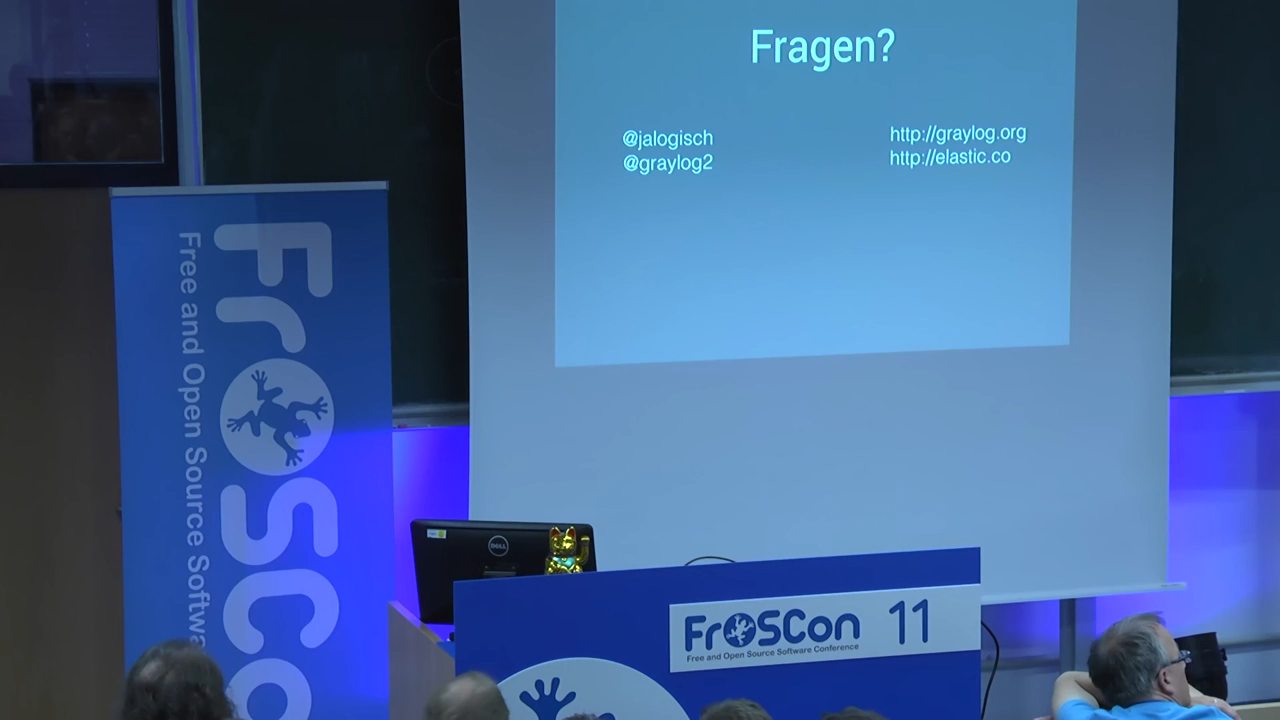 Fragen?
@jalogisch
@graylog2
http://graylog.org
http://elastic.co
FrOSCo
Free and Open Source Softwa
DELL
FrOSCon 11
Free and Open Source Software Conference